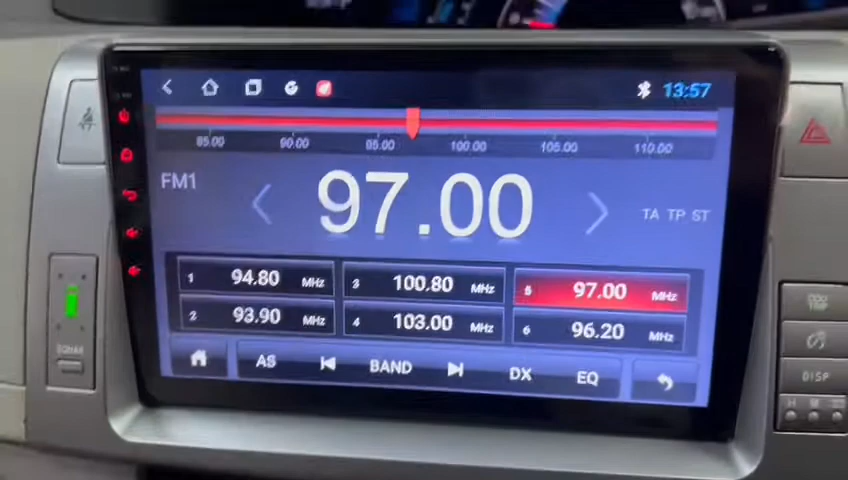 13:57
85.00 90.00 95.00 100.00 105.00 110.00
FM1
97.00
TA TP ST
1 94.80 MHz
3 100.80 MHz
5 97.00 MHz
2 93.90 MHz
4 103.00 MHz
6 96.20 MHz
AS
BAND
DX
EQ
SONAR
TRIP
DISP
H M